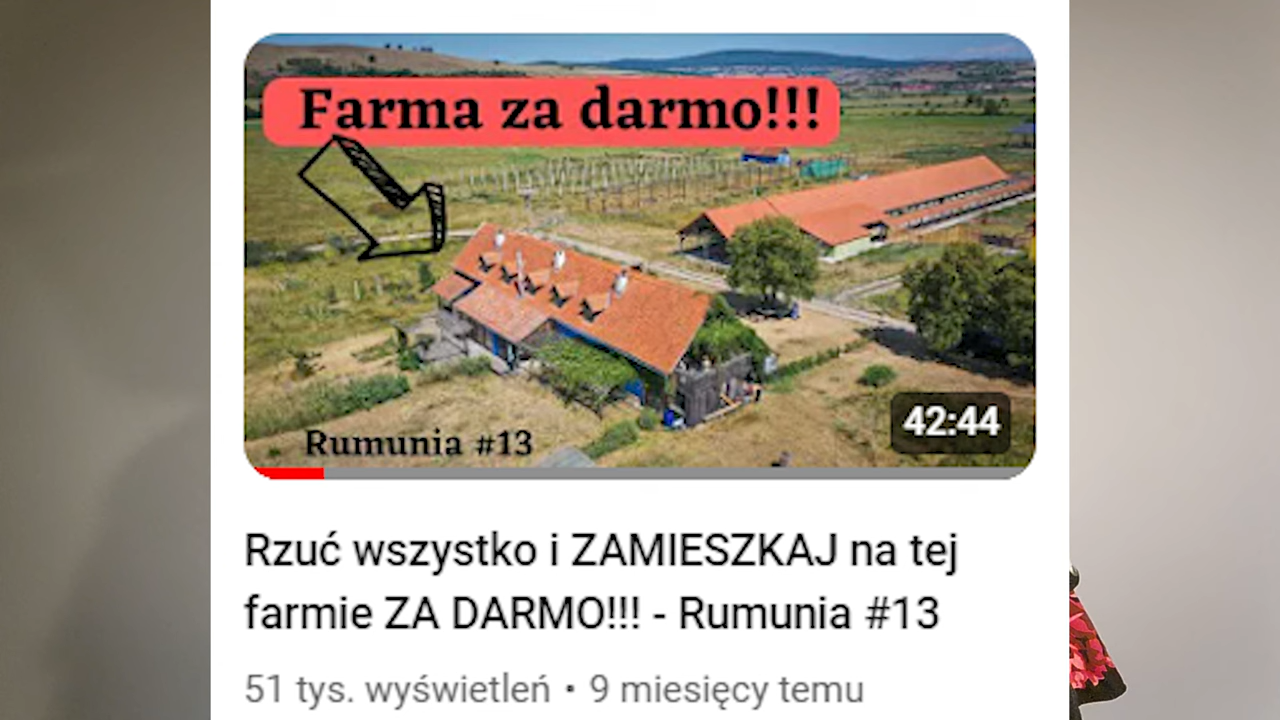 Farma za darmo!!!
Rumunia #13
42:44
Rzuć wszystko i ZAMIESZKAJ na tej
farmie ZA DARMO!!! - Rumunia #13
51 tys. wyświetleń • 9 miesięcy temu